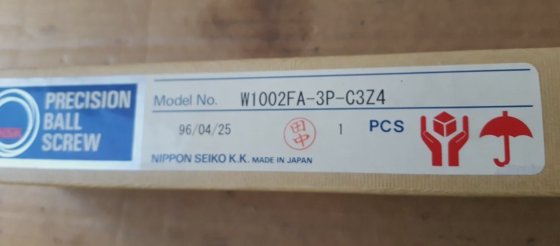 PRECISION
BALL
SCREW
Model No. W1002FA-3P-C3Z4
96/04/25 田中 1 PCS
NIPPON SEIKO K.K. MADE IN JAPAN